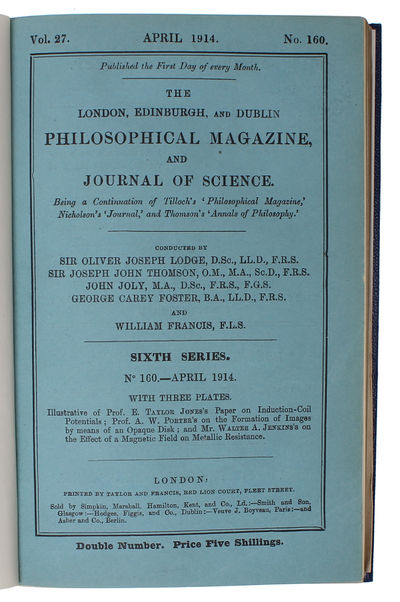 Vol. 27. APRIL 1914. No. 160.
Published the First Day of every Month.
THE
LONDON, EDINBURGH, AND DUBLIN
PHILOSOPHICAL MAGAZINE,
AND
JOURNAL OF SCIENCE.
Being a Continuation of Tilloch's 'Philosophical Magazine,'
Nicholson's 'Journal,' and Thomson's 'Annals of Philosophy.'
CONDUCTED BY
SIR OLIVER JOSEPH LODGE, D.Sc., LL.D., F.R.S.
SIR JOSEPH JOHN THOMSON, O.M., M.A., Sc.D., F.R.S.
JOHN JOLY, M.A., D.Sc., F.R.S., F.G.S.
GEORGE CAREY FOSTER, B.A., LL.D., F.R.S.
AND
WILLIAM FRANCIS, F.L.S.
SIXTH SERIES.
Nº 160.—APRIL 1914.
WITH THREE PLATES.
Illustrative of Prof. E. TAYLOR JONES's Paper on Induction-Coil
Potentials; Prof. A. W. PORTER's on the Formation of Images
by means of an Opaque Disk; and Mr. WALTER A. JENKINS's on
the Effect of a Magnetic Field on Metallic Resistance.
LONDON:
PRINTED BY TAYLOR AND FRANCIS, RED LION COURT, FLEET STREET.
Sold by Simpkin, Marshall, Hamilton, Kent, and Co., Ld.;—Smith and Son,
Glasgow;—Hodges, Figgis, and Co., Dublin;—Veuve J. Boyveau, Paris;—and
Asher and Co., Berlin.
Double Number. Price Five Shillings.